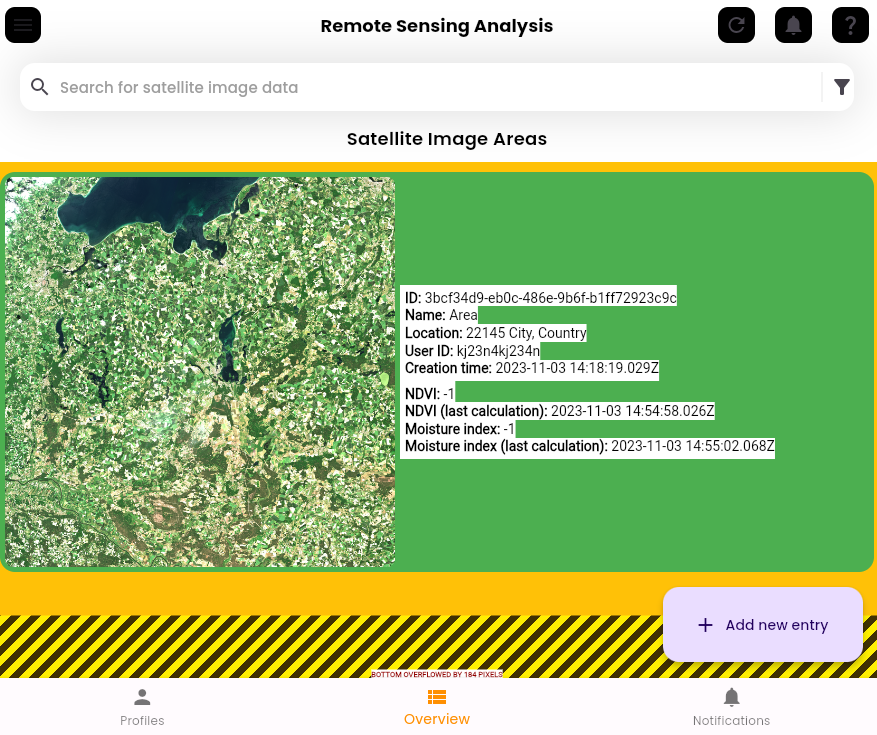 Remote Sensing Analysis
Search for satellite image data
Satellite Image Areas
ID: 3bcf34d9-eb0c-486e-9b6f-b1ff72923c9c
Name: Area
Location: 22145 City, Country
User ID: kj23n4kj234n
Creation time: 2023-11-03 14:18:19.029Z
NDVI: -1
NDVI (last calculation): 2023-11-03 14:54:58.026Z
Moisture index: -1
Moisture index (last calculation): 2023-11-03 14:55:02.068Z
Add new entry
BOTTOM OVERFLOWED BY 184 PIXELS
Profiles
Overview
Notifications